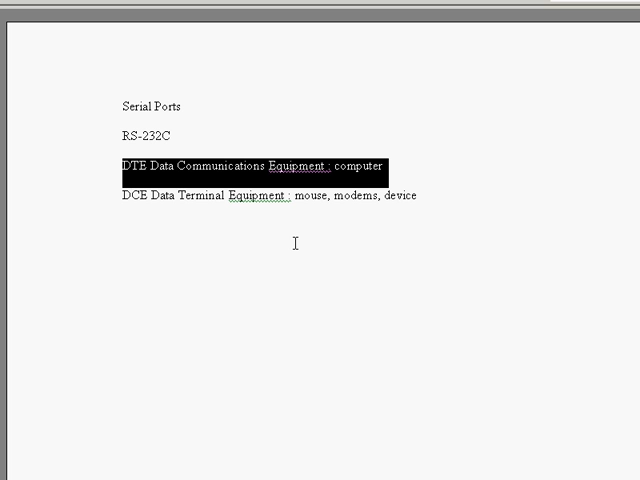 Serial Ports
RS-232C
DTE Data Communications Equipment : computer
DCE Data Terminal Equipment : mouse, modems, device